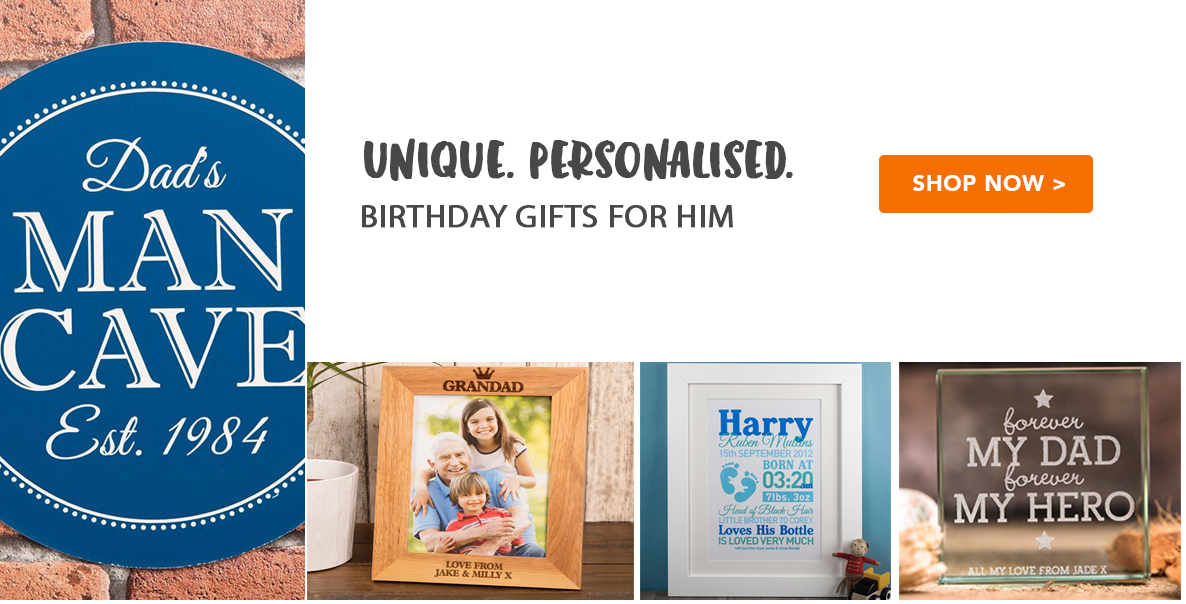 Dad's
MAN
CAVE
Est. 1984
UNIQUE. PERSONALISED.
BIRTHDAY GIFTS FOR HIM
SHOP NOW >
GRANDAD
LOVE FROM
JAKE & MILLY X
Harry
Ruben Mullins
15th SEPTEMBER 2012
BORN AT
03:20
am
7lbs. 3oz
Head of Black Hair
LITTLE BROTHER TO COREY
Loves His Bottle
IS LOVED VERY MUCH
forever
MY DAD
forever
MY HERO
ALL MY LOVE FROM JADE X